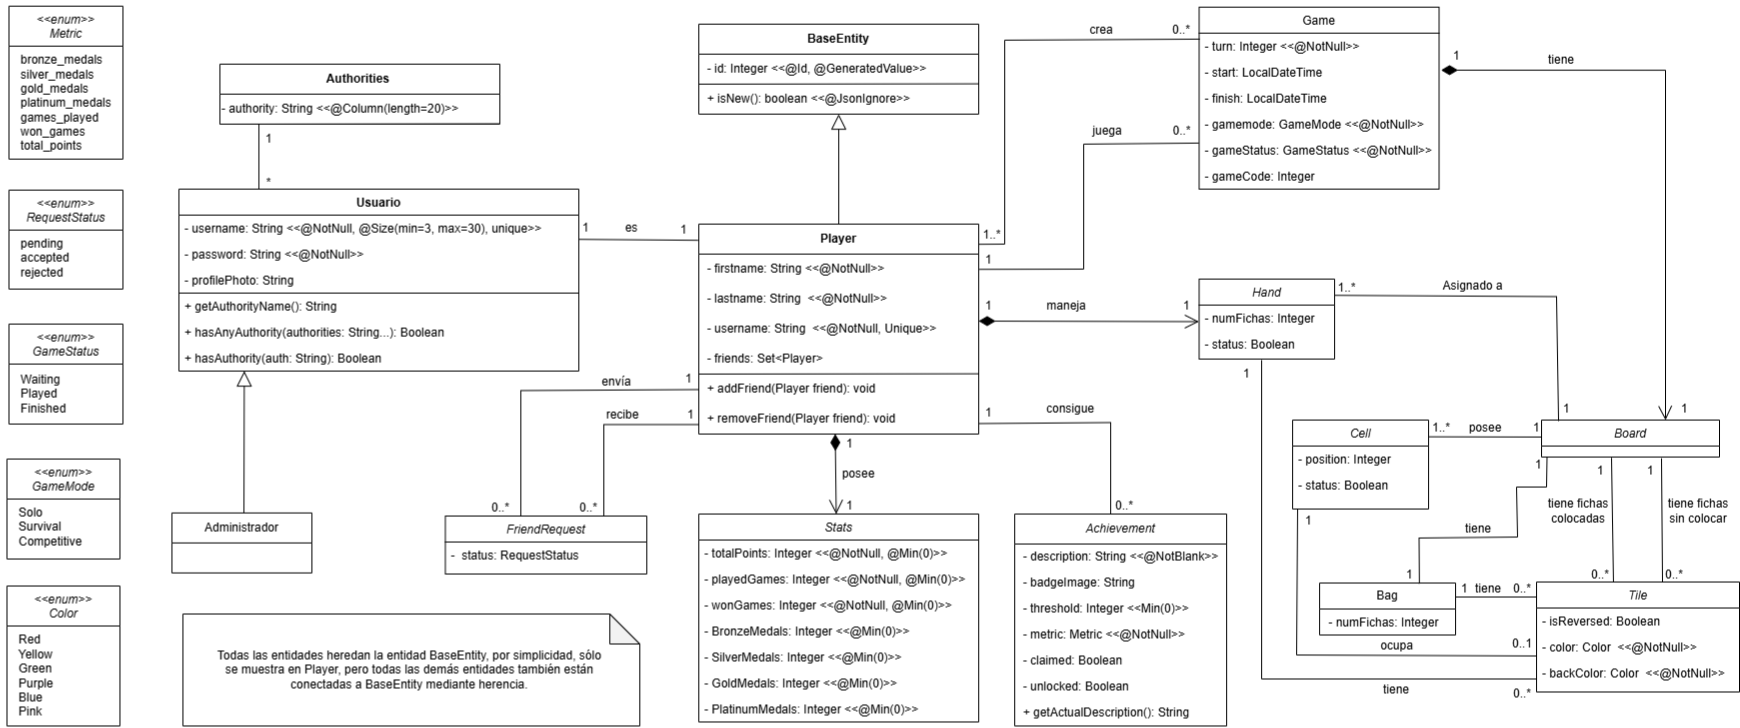 <<enum>>
Metric
bronze_medals
silver_medals
gold_medals
platinum_medals
games_played
won_games
total_points
<<enum>>
RequestStatus
pending
accepted
rejected
<<enum>>
GameStatus
Waiting
Played
Finished
<<enum>>
GameMode
Solo
Survival
Competitive
<<enum>>
Color
Red
Yellow
Green
Purple
Blue
Pink
Authorities
- authority: String <<@Column(length=20)>>
1
*
Usuario
- username: String <<@NotNull, @Size(min=3, max=30), unique>>
- password: String <<@NotNull>>
- profilePhoto: String
+ getAuthorityName(): String
+ hasAnyAuthority(authorities: String...): Boolean
+ hasAuthority(auth: String): Boolean
1
es
1
Administrador
envía
1
recibe
1
0..*
0..*
FriendRequest
- status: RequestStatus
Todas las entidades heredan la entidad BaseEntity, por simplicidad, sólo
se muestra en Player, pero todas las demás entidades también están
conectadas a BaseEntity mediante herencia.
BaseEntity
- id: Integer <<@Id, @GeneratedValue>>
+ isNew(): boolean <<@JsonIgnore>>
Player
- firstname: String <<@NotNull>>
- lastname: String <<@NotNull>>
- username: String <<@NotNull, Unique>>
- friends: Set<Player>
+ addFriend(Player friend): void
+ removeFriend(Player friend): void
1
posee
1
Stats
- totalPoints: Integer <<@NotNull, @Min(0)>>
- playedGames: Integer <<@NotNull, @Min(0)>>
- wonGames: Integer <<@NotNull, @Min(0)>>
- BronzeMedals: Integer <<@Min(0)>>
- SilverMedals: Integer <<@Min(0)>>
- GoldMedals: Integer <<@Min(0)>>
- PlatinumMedals: Integer <<@Min(0)>>
crea
0..*
1..*
juega
0..*
1
1
maneja
1
1
consigue
0..*
Achievement
- description: String <<@NotBlank>>
- badgeImage: String
- threshold: Integer <<Min(0)>>
- metric: Metric <<@NotNull>>
- claimed: Boolean
- unlocked: Boolean
+ getActualDescription(): String
Game
- turn: Integer <<@NotNull>>
- start: LocalDateTime
- finish: LocalDateTime
- gamemode: GameMode <<@NotNull>>
- gameStatus: GameStatus <<@NotNull>>
- gameCode: Integer
1
tiene
1
Hand
- numFichas: Integer
- status: Boolean
1..*
Asignado a
1
1
Cell
- position: Integer
- status: Boolean
1..*
posee
1
Board
1
1
1
tiene fichas
colocadas
tiene fichas
sin colocar
1
tiene
1
0..*
0..*
Bag
- numFichas: Integer
1
tiene
0..*
Tile
- isReversed: Boolean
- color: Color <<@NotNull>>
- backColor: Color <<@NotNull>>
ocupa
0..1
tiene
0..*